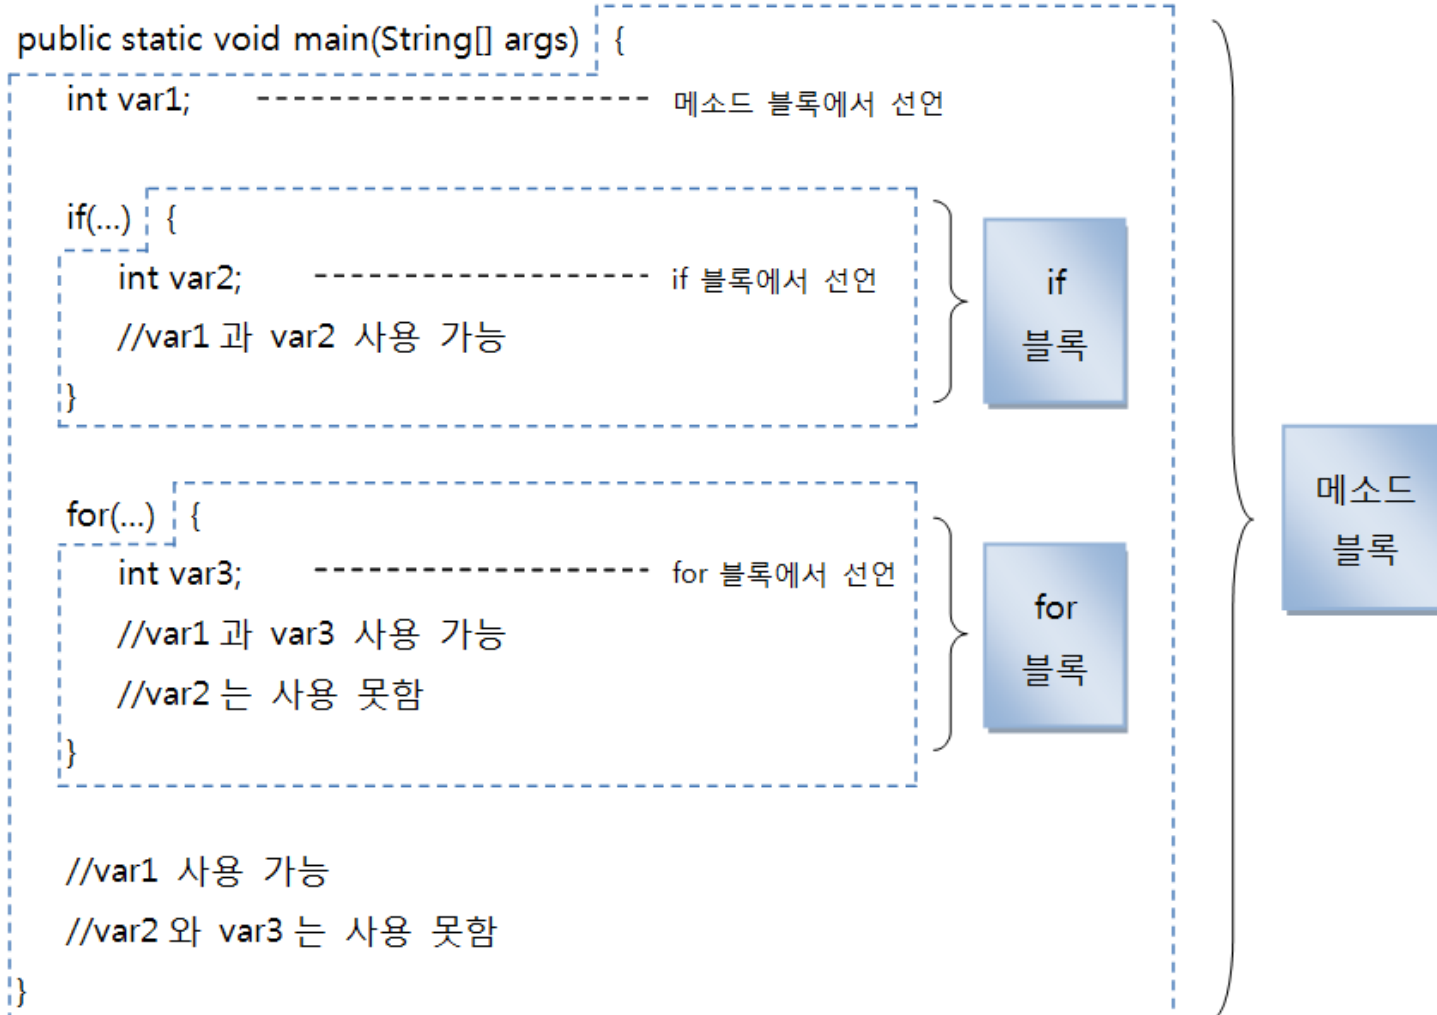 public static void main(String[] args) {
int var1; 메소드 블록에서 선언
if(...) {
int var2; if 블록에서 선언
//var1 과 var2 사용 가능
}
if
블록
for(...) {
int var3; for 블록에서 선언
//var1 과 var3 사용 가능
//var2 는 사용 못함
}
for
블록
메소드
블록
//var1 사용 가능
//var2 와 var3 는 사용 못함
}